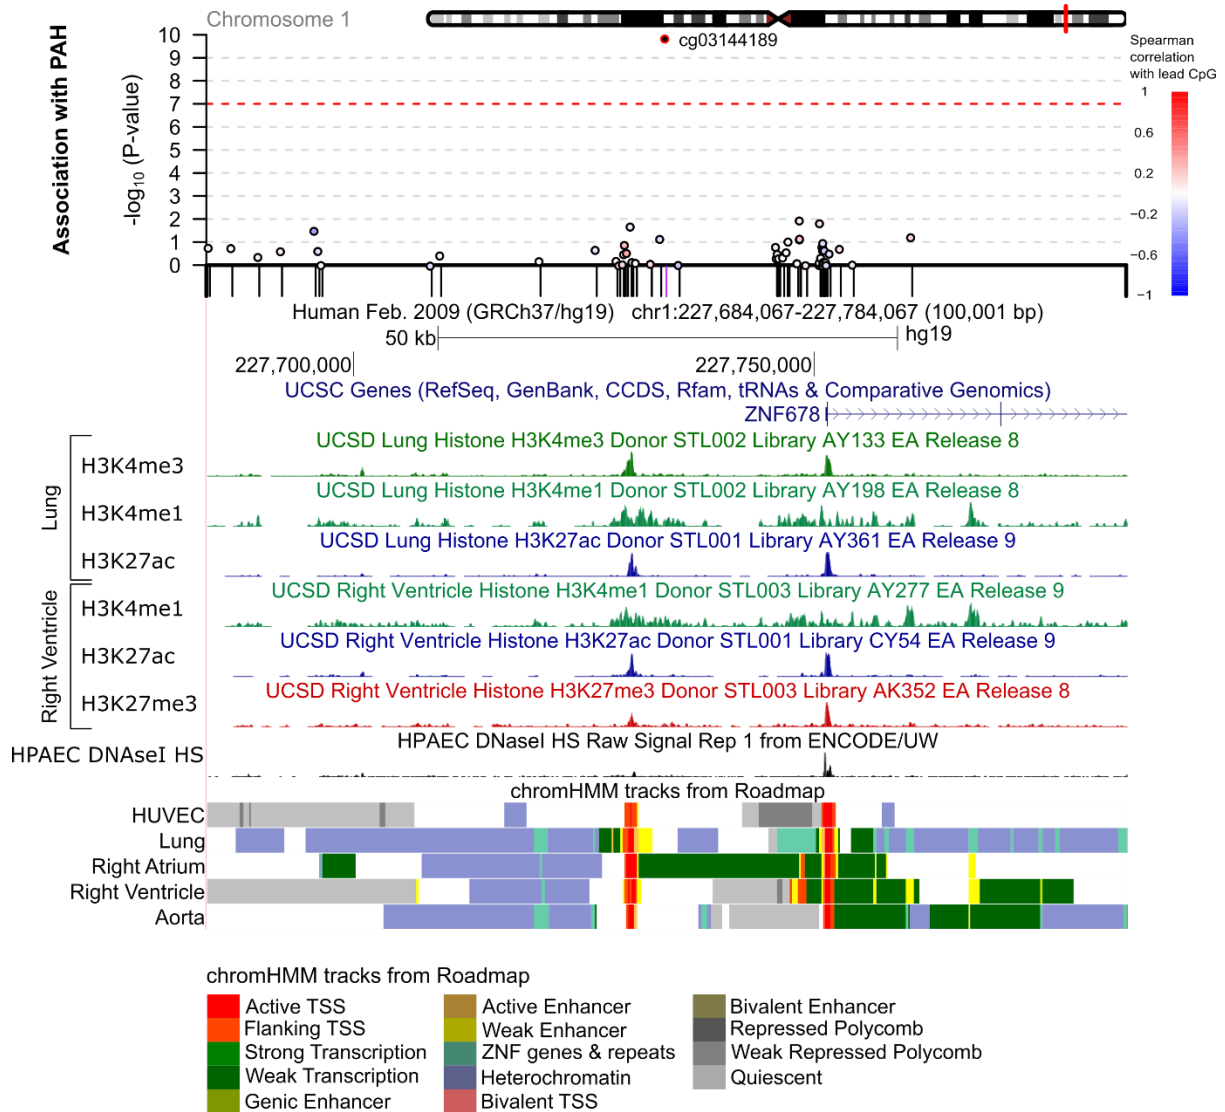 Chromosome 1
cg03144189
Association with PAH
-log10 (P-value)
10
9
8
7
6
5
4
3
2
1
0
Spearman
correlation
with lead CpG
1
0.6
0.2
−0.2
−0.6
−1
Human Feb. 2009 (GRCh37/hg19) chr1:227,684,067-227,784,067 (100,001 bp)
50 kb hg19
227,700,000 227,750,000
UCSC Genes (RefSeq, GenBank, CCDS, Rfam, tRNAs & Comparative Genomics)
ZNF678
Lung
UCSD Lung Histone H3K4me3 Donor STL002 Library AY133 EA Release 8
H3K4me3
UCSD Lung Histone H3K4me1 Donor STL002 Library AY198 EA Release 8
H3K4me1
UCSD Lung Histone H3K27ac Donor STL001 Library AY361 EA Release 9
H3K27ac
Right Ventricle
UCSD Right Ventricle Histone H3K4me1 Donor STL003 Library AY277 EA Release 9
H3K4me1
UCSD Right Ventricle Histone H3K27ac Donor STL001 Library CY54 EA Release 9
H3K27ac
UCSD Right Ventricle Histone H3K27me3 Donor STL003 Library AK352 EA Release 8
H3K27me3
HPAEC DNaseI HS Raw Signal Rep 1 from ENCODE/UW
HPAEC DNAseI HS
chromHMM tracks from Roadmap
HUVEC
Lung
Right Atrium
Right Ventricle
Aorta
chromHMM tracks from Roadmap
Active TSS
Flanking TSS
Strong Transcription
Weak Transcription
Genic Enhancer
Active Enhancer
Weak Enhancer
ZNF genes & repeats
Heterochromatin
Bivalent TSS
Bivalent Enhancer
Repressed Polycomb
Weak Repressed Polycomb
Quiescent